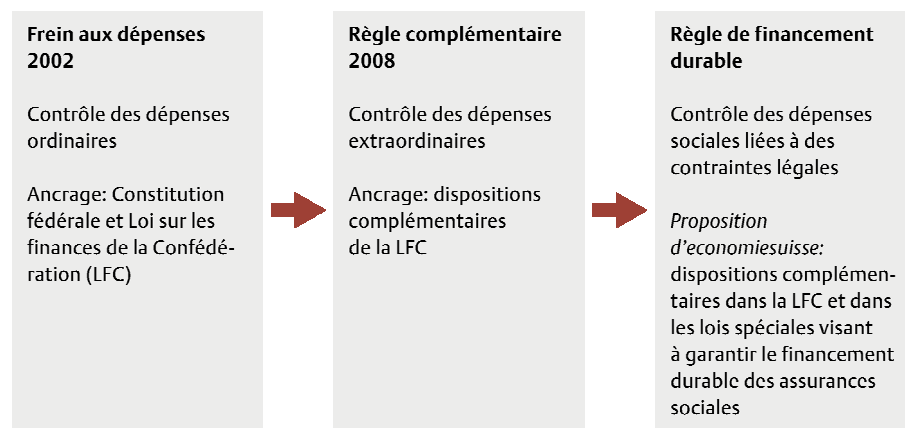 Frein aux dépenses
2002
Contrôle des dépenses
ordinaires
Ancrage: Constitution
fédérale et Loi sur les
finances de la Confédé-
ration (LFC)
Règle complémentaire
2008
Contrôle des dépenses
extraordinaires
Ancrage: dispositions
complémentaires
de la LFC
Règle de financement
durable
Contrôle des dépenses
sociales liées à des
contraintes légales
Proposition
d’economiesuisse:
dispositions complémen-
taires dans la LFC et dans
les lois spéciales visant
à garantir le financement
durable des assurances
sociales